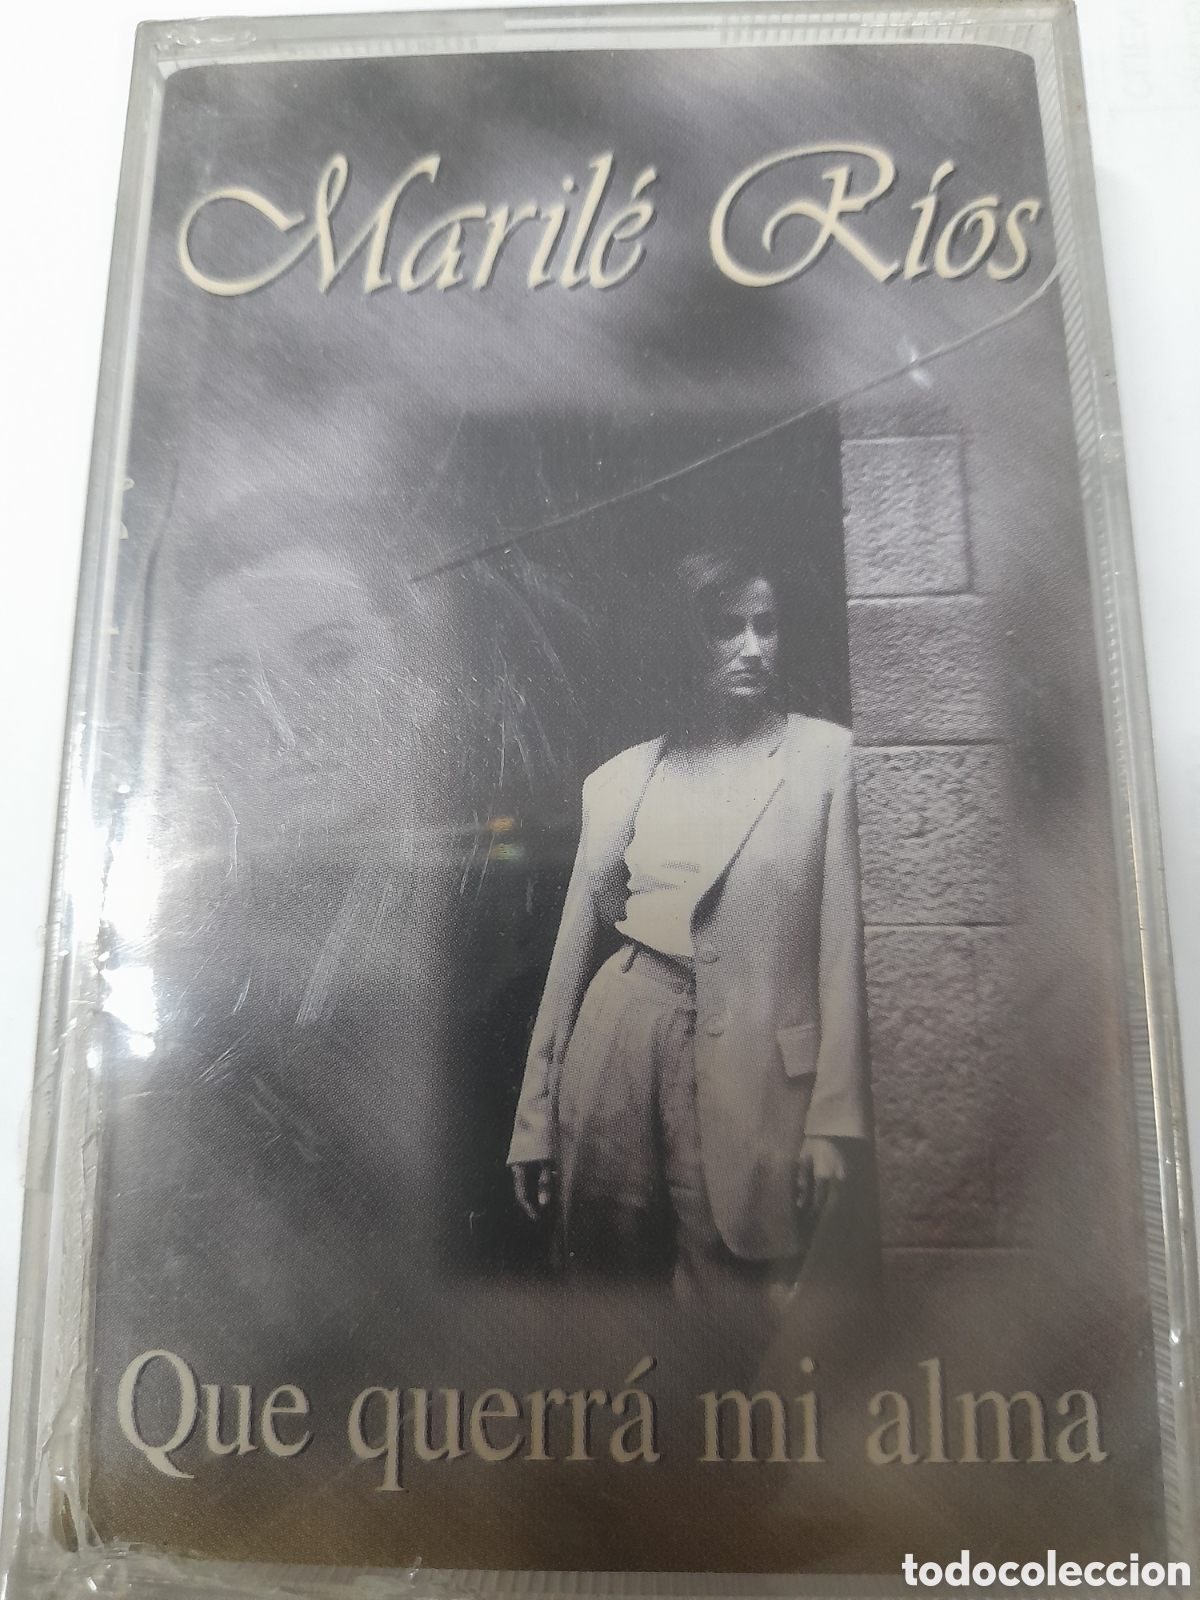 Marilé Ríos
Que querrá mi alma
todocoleccion